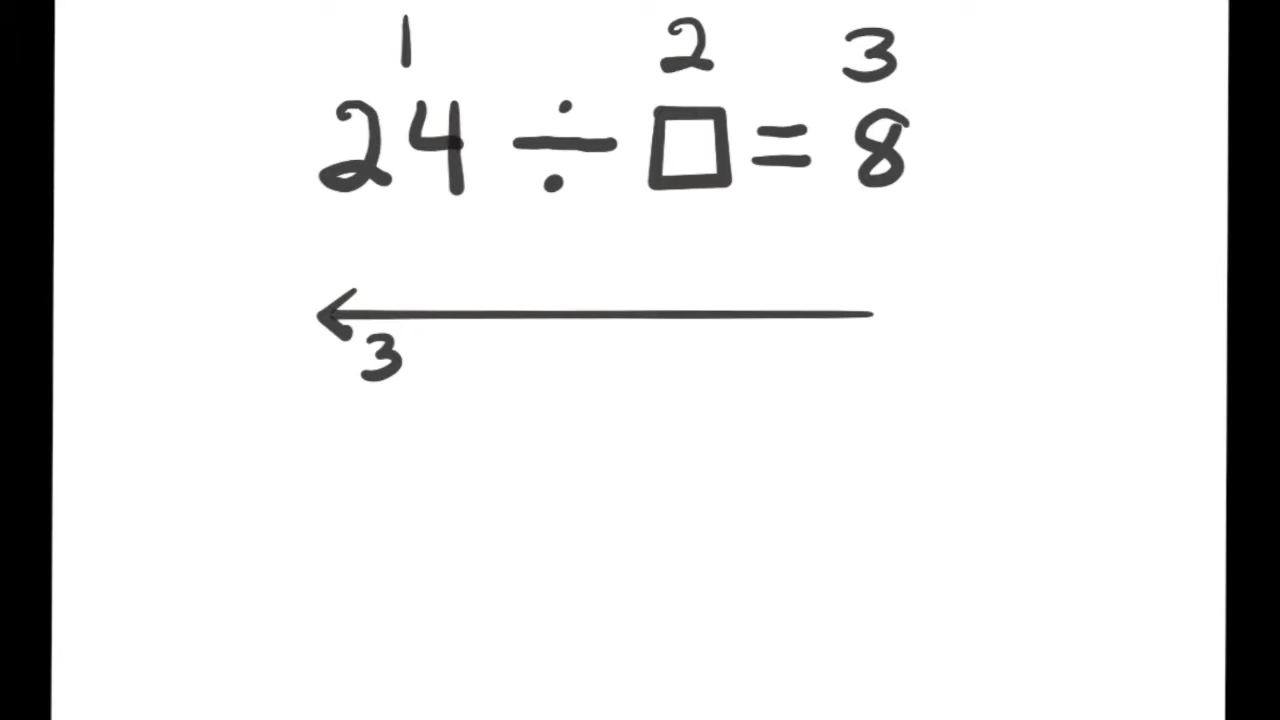 1 2 3
24 ÷ □ = 8
3